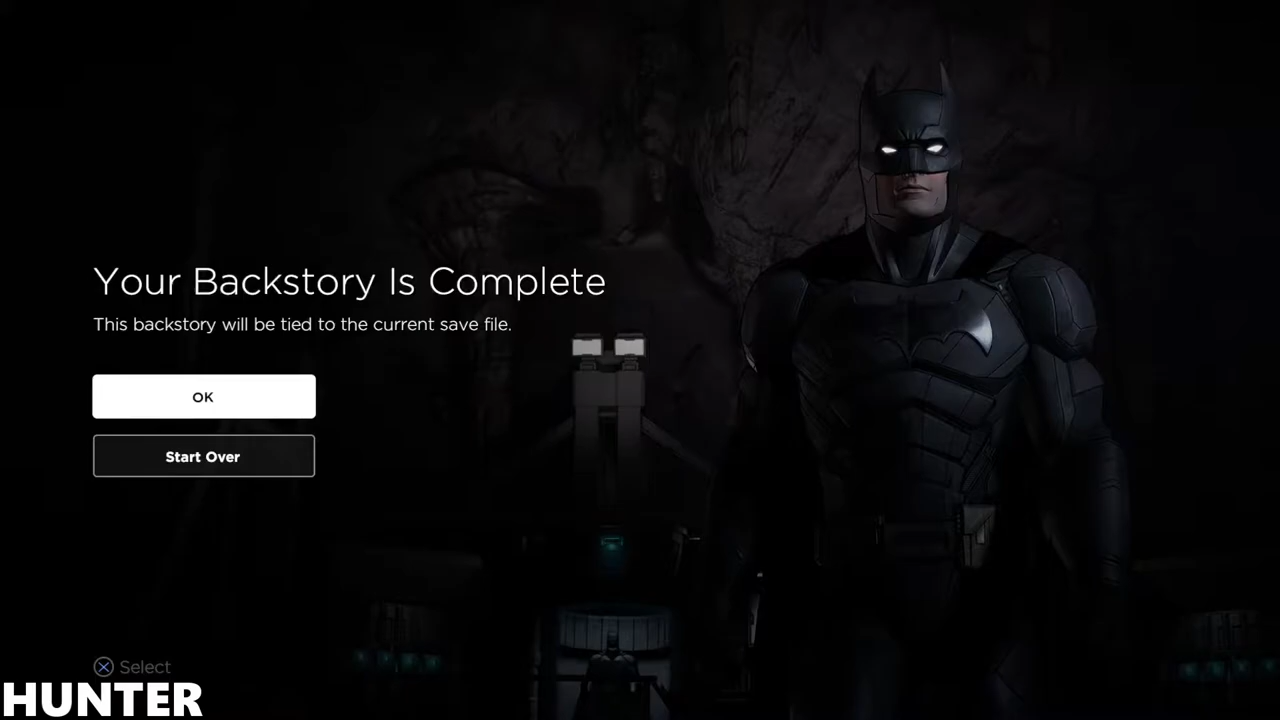 Your Backstory Is Complete
This backstory will be tied to the current save file.
OK
Start Over
Select
HUNTER